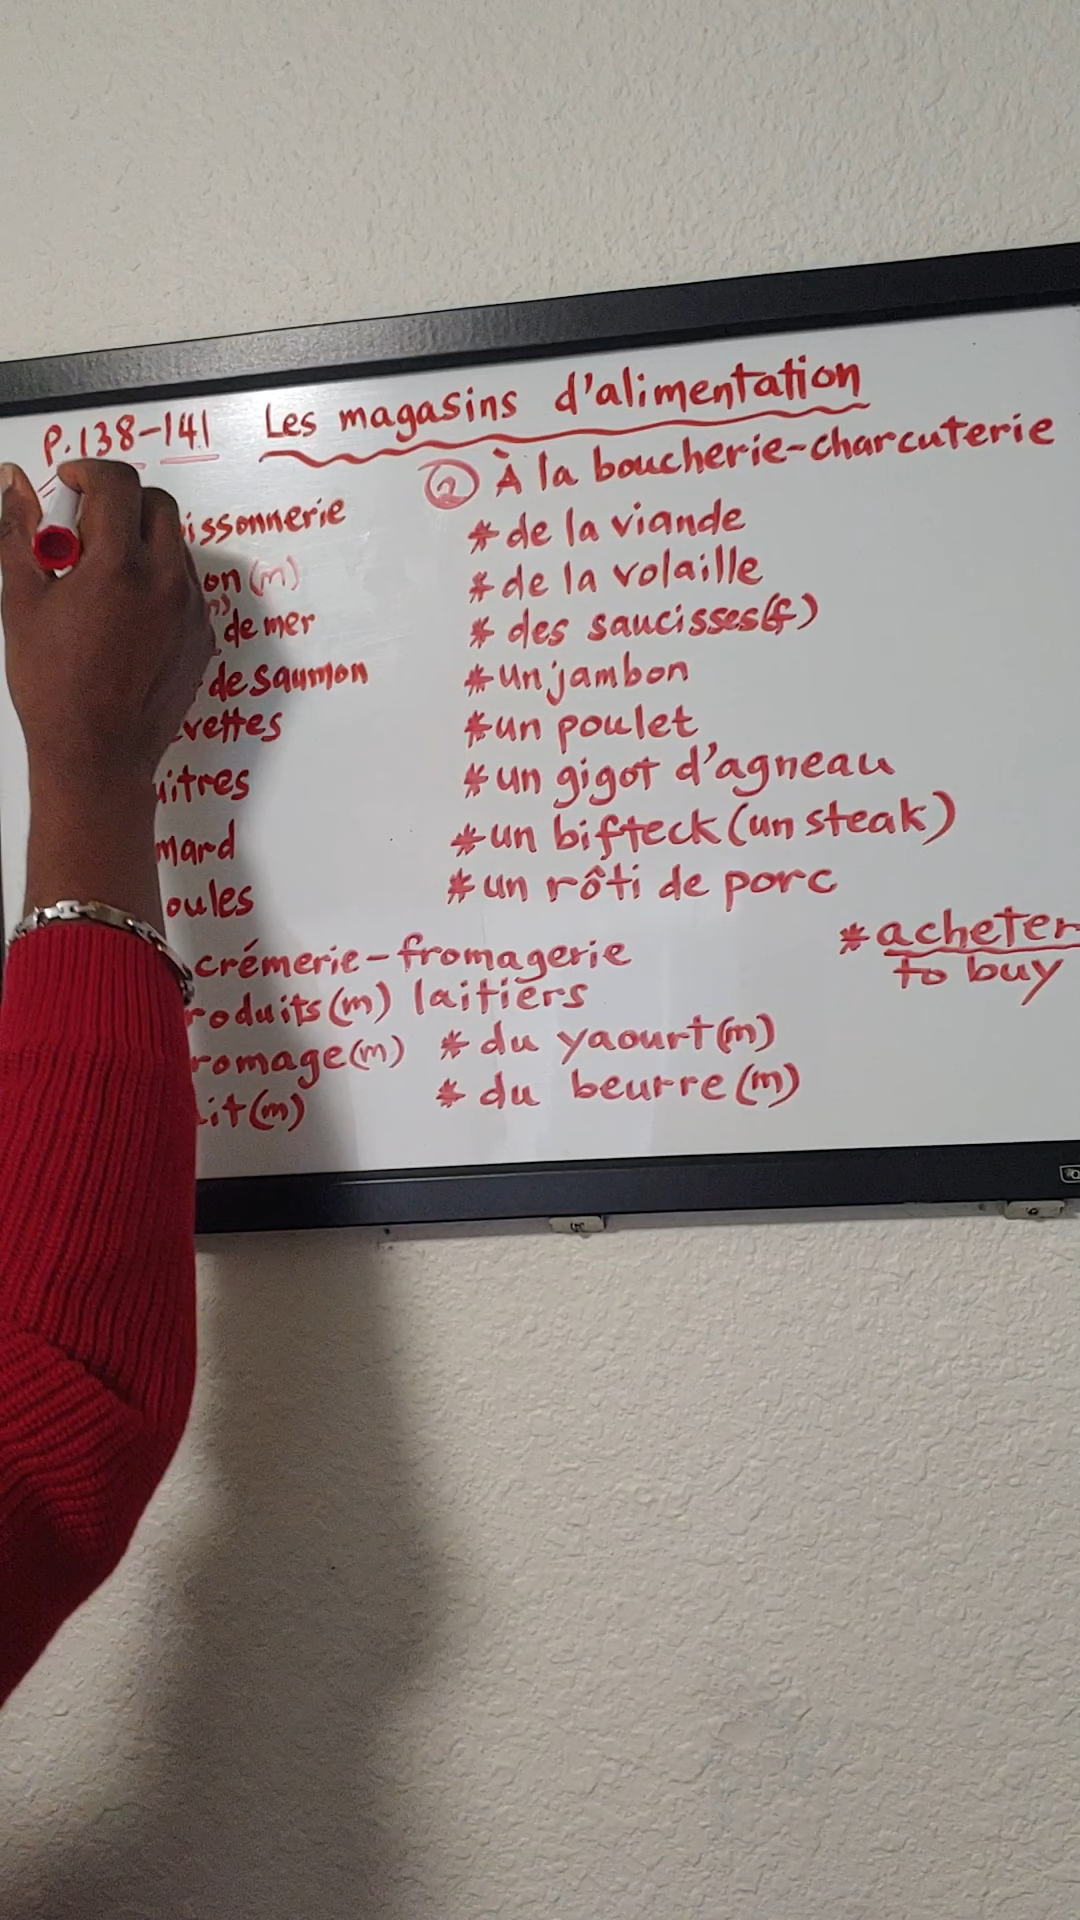 P.138-141 Les magasins d'alimentation
issonnerie
on (m)
de mer
de saumon
vettes
uitres
mard
oules
② À la boucherie-charcuterie
* de la viande
* de la volaille
* des saucisses(f)
* un jambon
* un poulet
* un gigot d'agneau
* un bifteck (un steak)
* un rôti de porc
* acheter
to buy
crémerie-fromagerie
roduits(m) laitiers
romage(m) * du yaourt(m)
it(m) * du beurre (m)